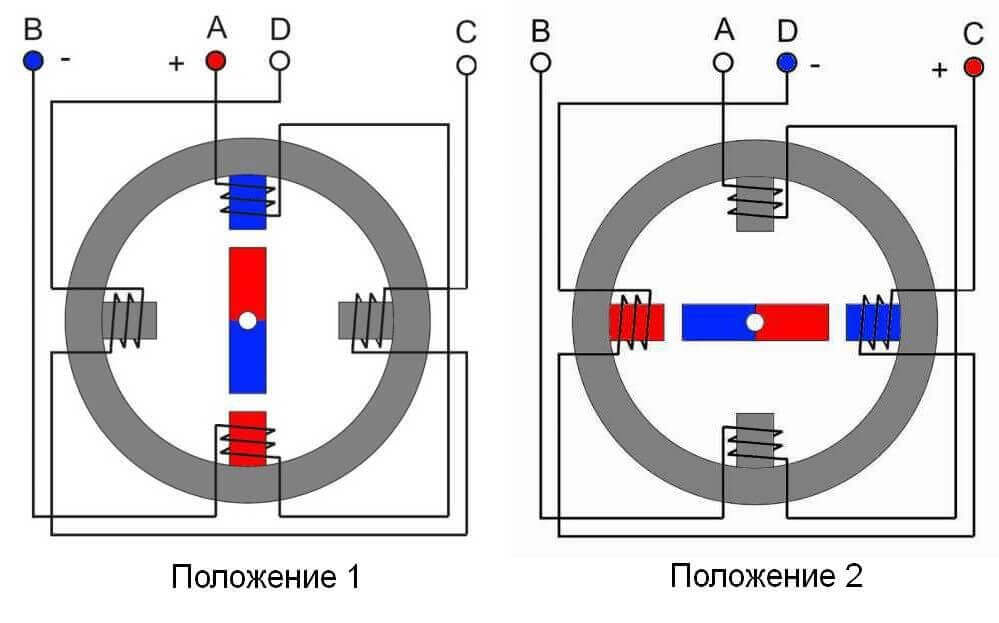 B - + A D C
B A D - + C
Положение 1
Положение 2